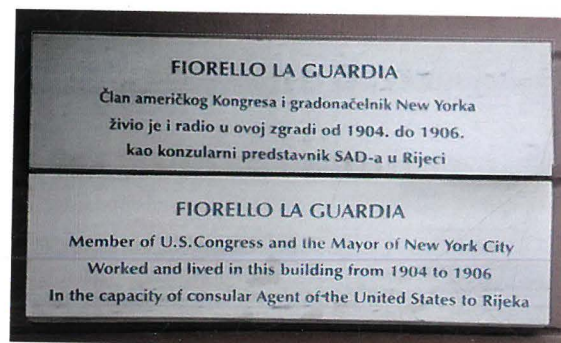 FIORELLO LA GUARDIA
Član američkog Kongresa i gradonačelnik New Yorka
živio je i radio u ovoj zgradi od 1904. do 1906.
kao konzularni predstavnik SAD-a u Rijeci
FIORELLO LA GUARDIA
Member of U.S.Congress and the Mayor of New York City
Worked and lived in this building from 1904 to 1906
In the capacity of consular Agent of the United States to Rijeka